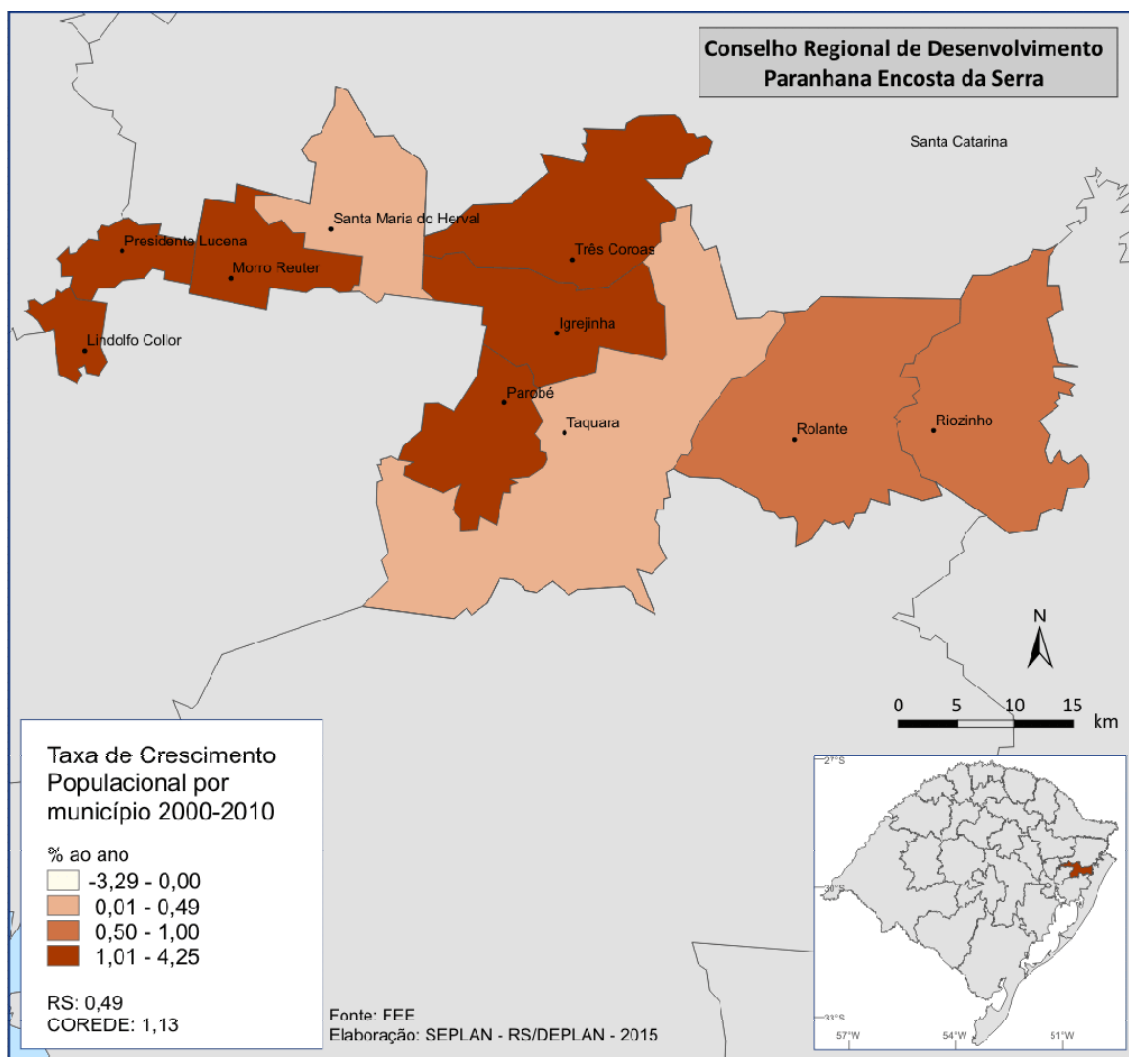 Conselho Regional de Desenvolvimento
Paranhana Encosta da Serra
Santa Catarina
Santa Maria do Herval
Presidente Lucena
Três Coroas
Morro Reuter
Igrejinha
Lindolfo Collor
Parobé
Taquara
Rolante
Riozinho
N
0 5 10 15
km
Taxa de Crescimento
Populacional por
município 2000-2010
% ao ano
-3,29 - 0,00
0,01 - 0,49
0,50 - 1,00
1,01 - 4,25
RS: 0,49
COREDE: 1,13
Fonte: FEE
Elaboração: SEPLAN - RS/DEPLAN - 2015
27°S
30°S
33°S
57°W 54°W 51°W